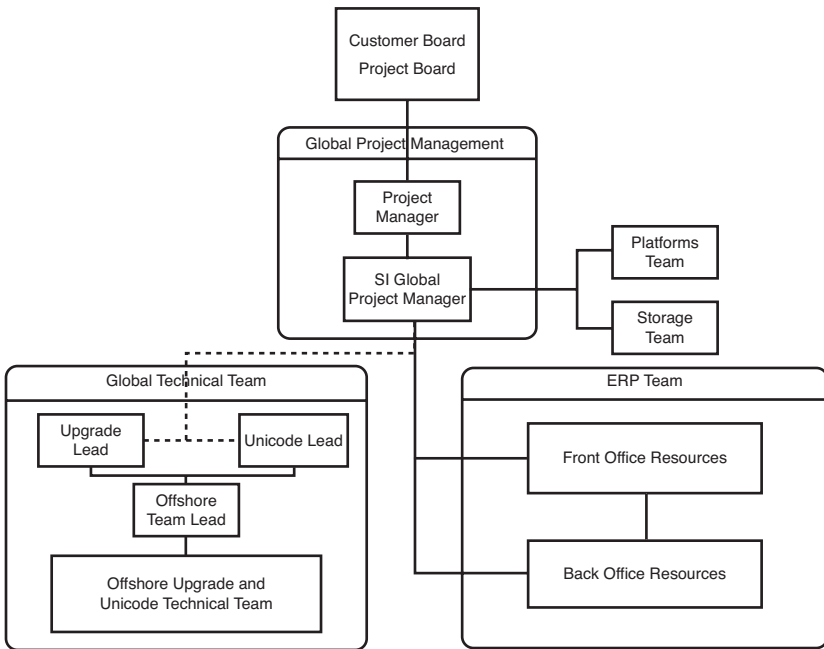 Customer Board
Project Board
Global Project Management
Project
Manager
SI Global
Project Manager
Platforms
Team
Storage
Team
Global Technical Team
Upgrade
Lead
Unicode Lead
Offshore
Team Lead
Offshore Upgrade and
Unicode Technical Team
ERP Team
Front Office Resources
Back Office Resources